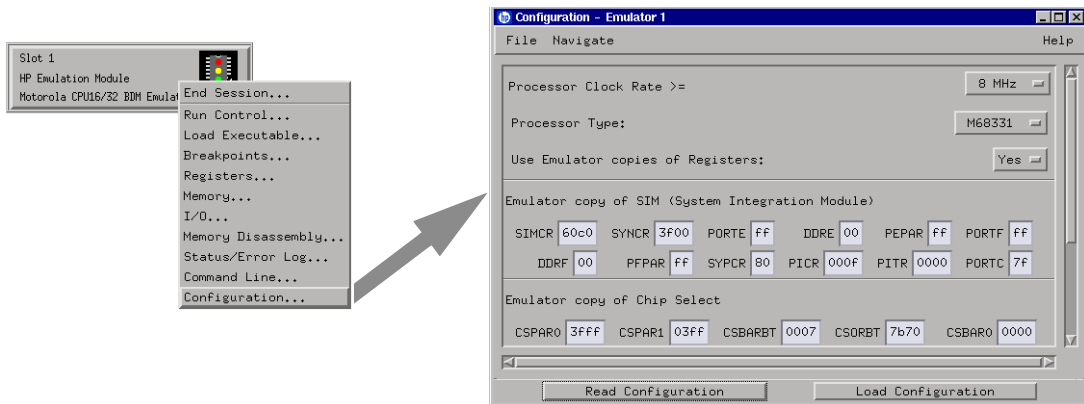 Slot 1
HP Emulation Module
Motorola CPU16/32 BDM Emulat
End Session...
Run Control...
Load Executable...
Breakpoints...
Registers...
Memory...
I/O...
Memory Disassembly...
Status/Error Log...
Command Line...
Configuration...
hp Configuration - Emulator 1
File Navigate Help
Processor Clock Rate >= 8 MHz
Processor Type: M68331
Use Emulator copies of Registers: Yes
Emulator copy of SIM (System Integration Module)
SIMCR 60c0 SYNCR 3f00 PORTE ff DDRE 00 PEPAR ff PORTF ff
DDRF 00 PFPAR ff SYPCR 80 PICR 000f PITR 0000 PORTC 7f
Emulator copy of Chip Select
CSPAR0 3fff CSPAR1 03ff CSBARBT 0007 CSORBT 7b70 CSBAR0 0000
Read Configuration Load Configuration